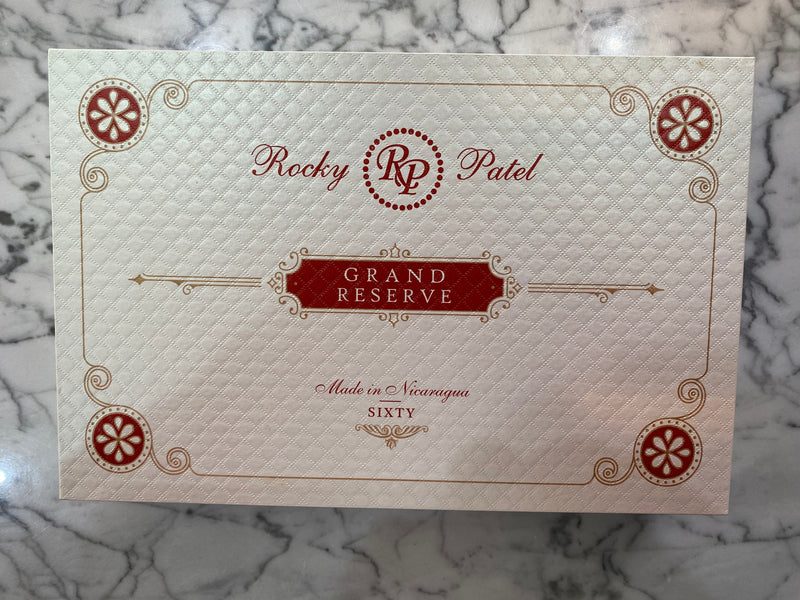 Rocky RP Patel
GRAND
RESERVE
Made in Nicaragua
SIXTY